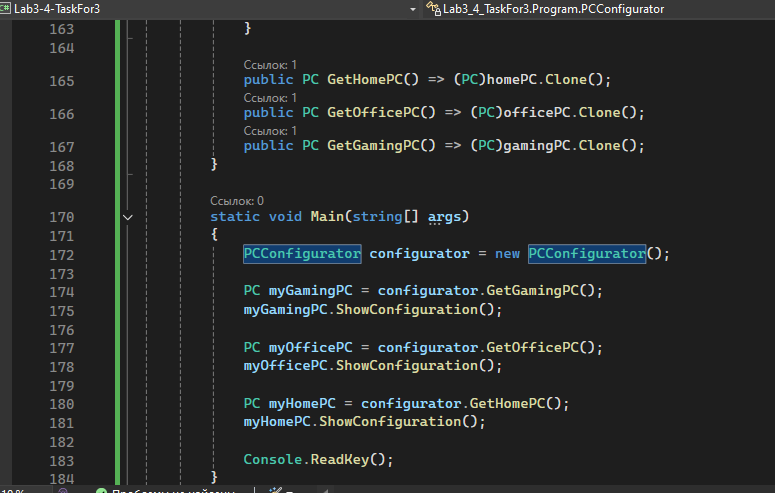 C# Lab3-4-TaskFor3 Lab3_4_TaskFor3.Program.PCConfigurator
163 }
164
Ссылок: 1
165 public PC GetHomePC() => (PC)homePC.Clone();
Ссылок: 1
166 public PC GetOfficePC() => (PC)officePC.Clone();
Ссылок: 1
167 public PC GetGamingPC() => (PC)gamingPC.Clone();
168 }
169
Ссылок: 0
170 static void Main(string[] args)
171 {
172 PCConfigurator configurator = new PCConfigurator();
173
174 PC myGamingPC = configurator.GetGamingPC();
175 myGamingPC.ShowConfiguration();
176
177 PC myOfficePC = configurator.GetOfficePC();
178 myOfficePC.ShowConfiguration();
179
180 PC myHomePC = configurator.GetHomePC();
181 myHomePC.ShowConfiguration();
182
183 Console.ReadKey();
184 }